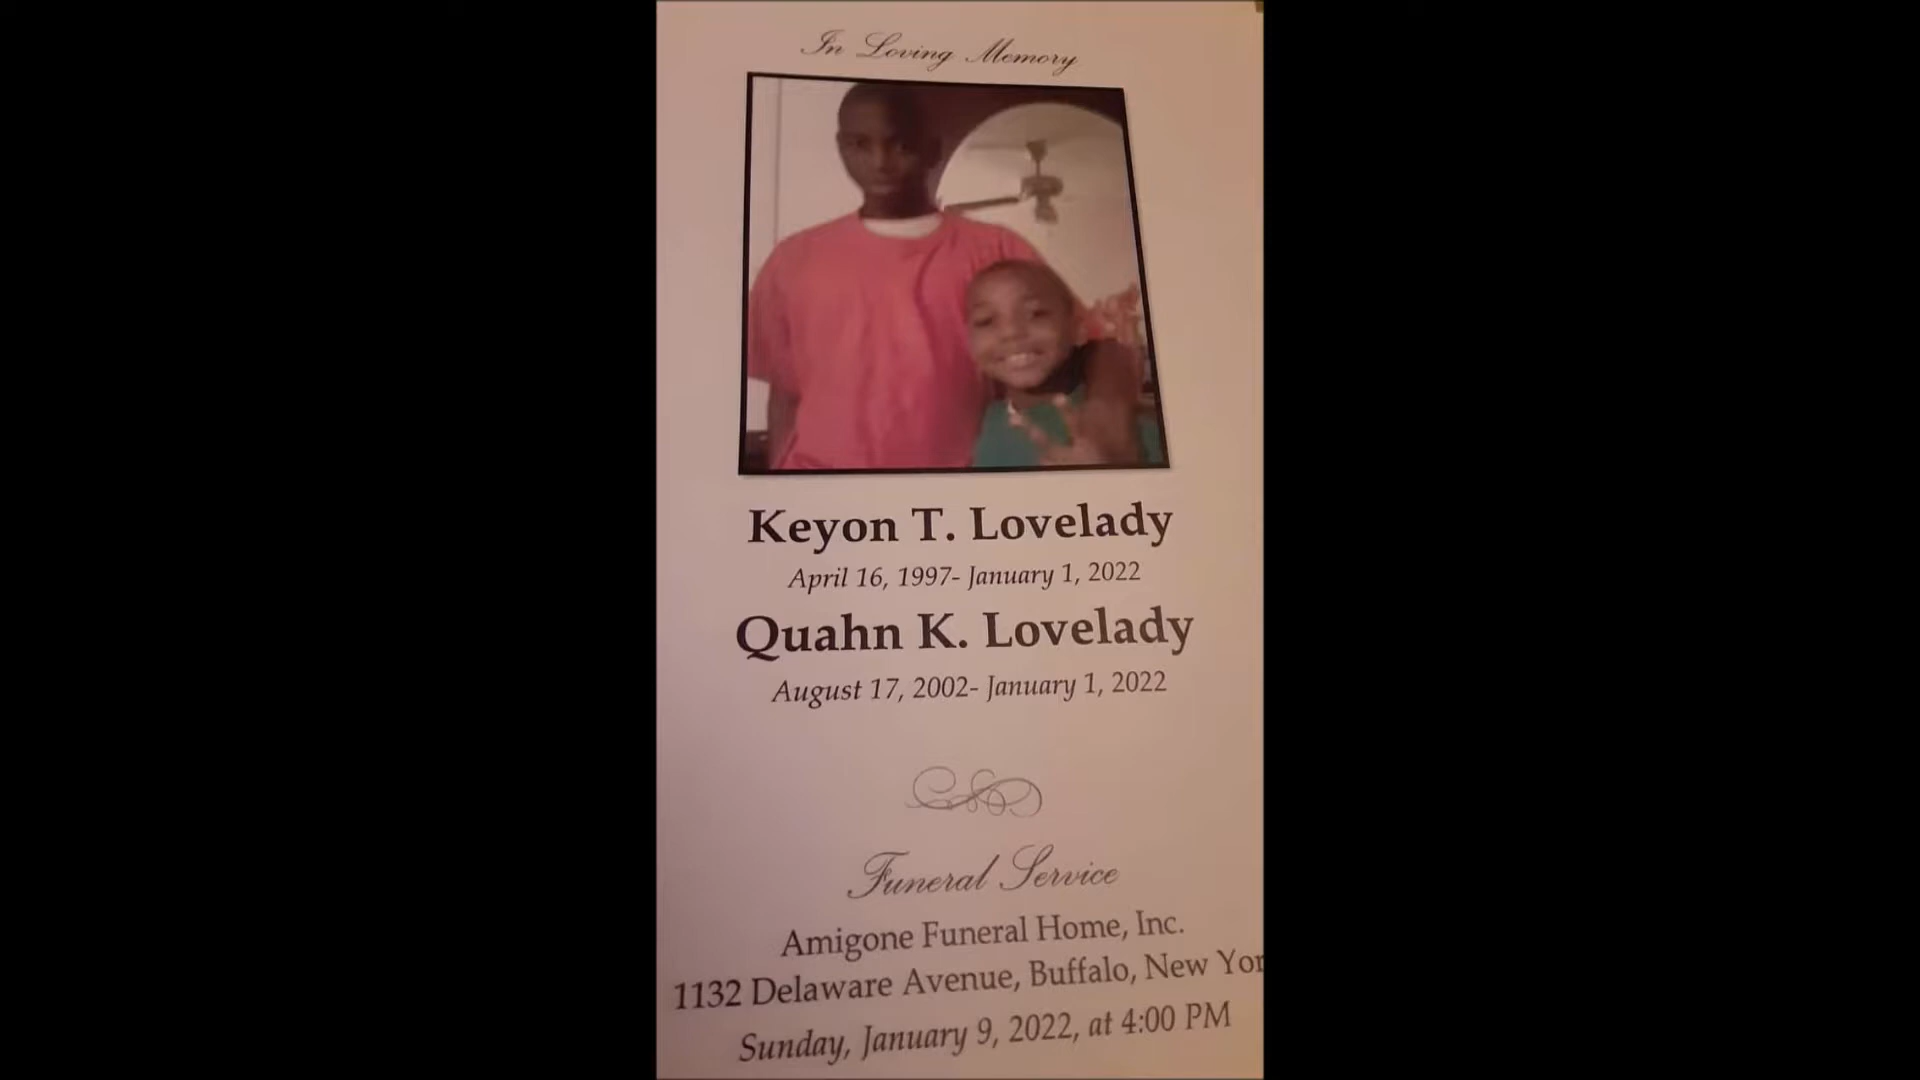 In Loving Memory
Keyon T. Lovelady
April 16, 1997- January 1, 2022
Quahn K. Lovelady
August 17, 2002- January 1, 2022
Funeral Service
Amigone Funeral Home, Inc.
1132 Delaware Avenue, Buffalo, New Yor
Sunday, January 9, 2022, at 4:00 PM